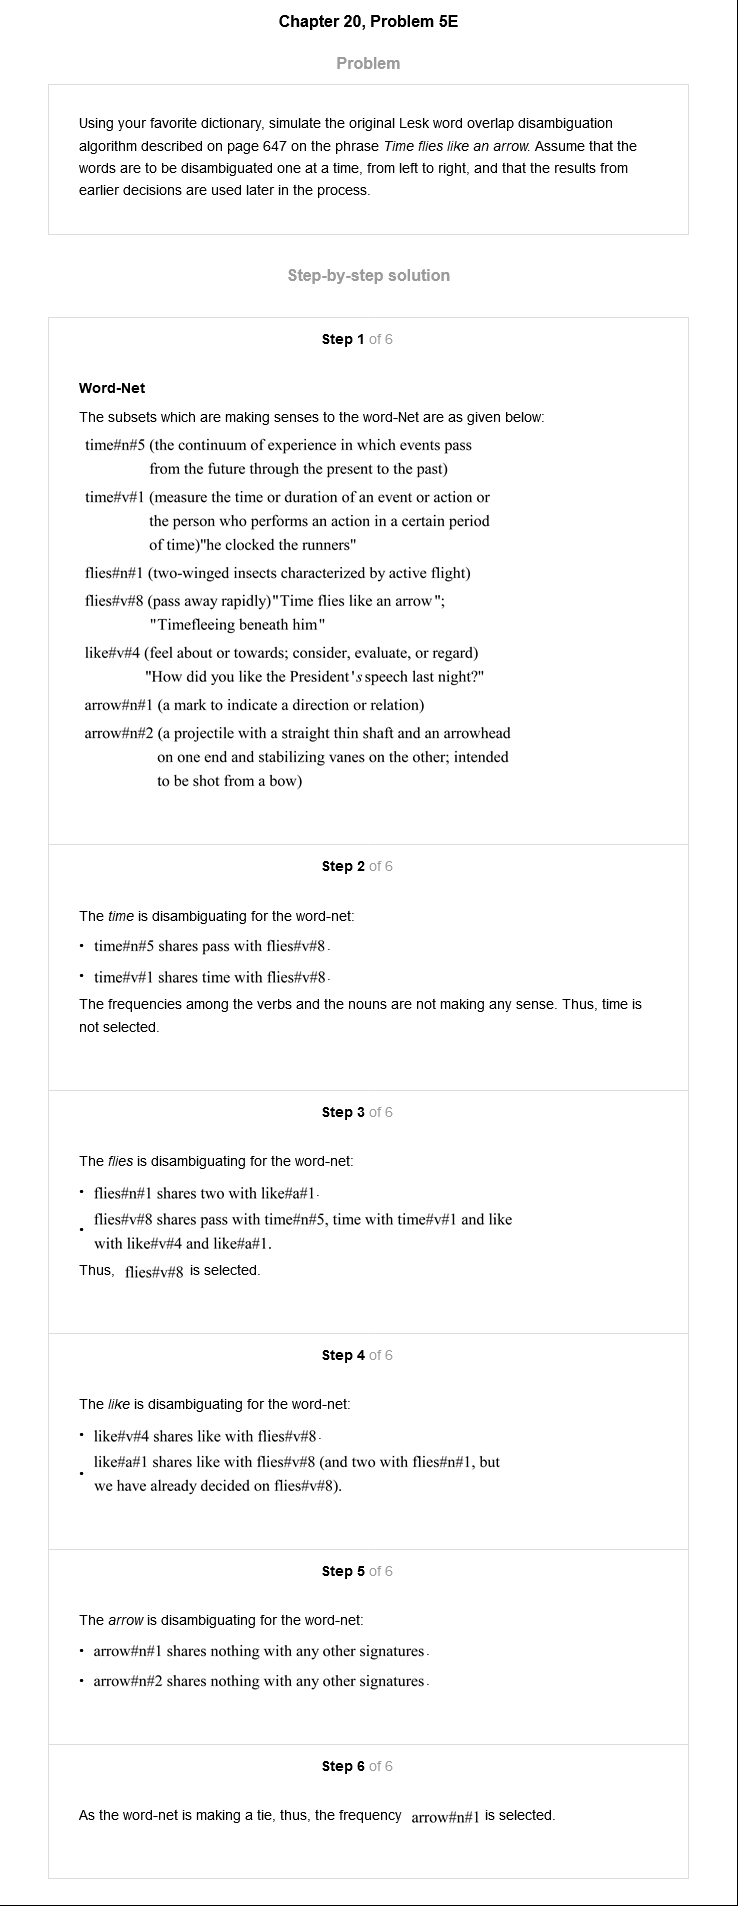 Chapter 20, Problem 5E
Problem
Using your favorite dictionary, simulate the original Lesk word overlap disambiguation
algorithm described on page 647 on the phrase Time flies like an arrow. Assume that the
words are to be disambiguated one at a time, from left to right, and that the results from
earlier decisions are used later in the process.
Step-by-step solution
Step 1 of 6
Word-Net
The subsets which are making senses to the word-Net are as given below:
time#n#5 (the continuum of experience in which events pass
from the future through the present to the past)
time#v#1 (measure the time or duration of an event or action or
the person who performs an action in a certain period
of time)"he clocked the runners"
flies#n#1 (two-winged insects characterized by active flight)
flies#v#8 (pass away rapidly)"Time flies like an arrow";
"Timefleeing beneath him"
like#v#4 (feel about or towards; consider, evaluate, or regard)
"How did you like the President's speech last night?"
arrow#n#1 (a mark to indicate a direction or relation)
arrow#n#2 (a projectile with a straight thin shaft and an arrowhead
on one end and stabilizing vanes on the other; intended
to be shot from a bow)
Step 2 of 6
The time is disambiguating for the word-net:
• time#n#5 shares pass with flies#v#8.
• time#v#1 shares time with flies#v#8.
The frequencies among the verbs and the nouns are not making any sense. Thus, time is
not selected.
Step 3 of 6
The flies is disambiguating for the word-net:
• flies#n#1 shares two with like#a#1.
• flies#v#8 shares pass with time#n#5, time with time#v#1 and like
with like#v#4 and like#a#1.
Thus, flies#v#8 is selected.
Step 4 of 6
The like is disambiguating for the word-net:
• like#v#4 shares like with flies#v#8.
• like#a#1 shares like with flies#v#8 (and two with flies#n#1, but
we have already decided on flies#v#8).
Step 5 of 6
The arrow is disambiguating for the word-net:
• arrow#n#1 shares nothing with any other signatures.
• arrow#n#2 shares nothing with any other signatures.
Step 6 of 6
As the word-net is making a tie, thus, the frequency arrow#n#1 is selected.